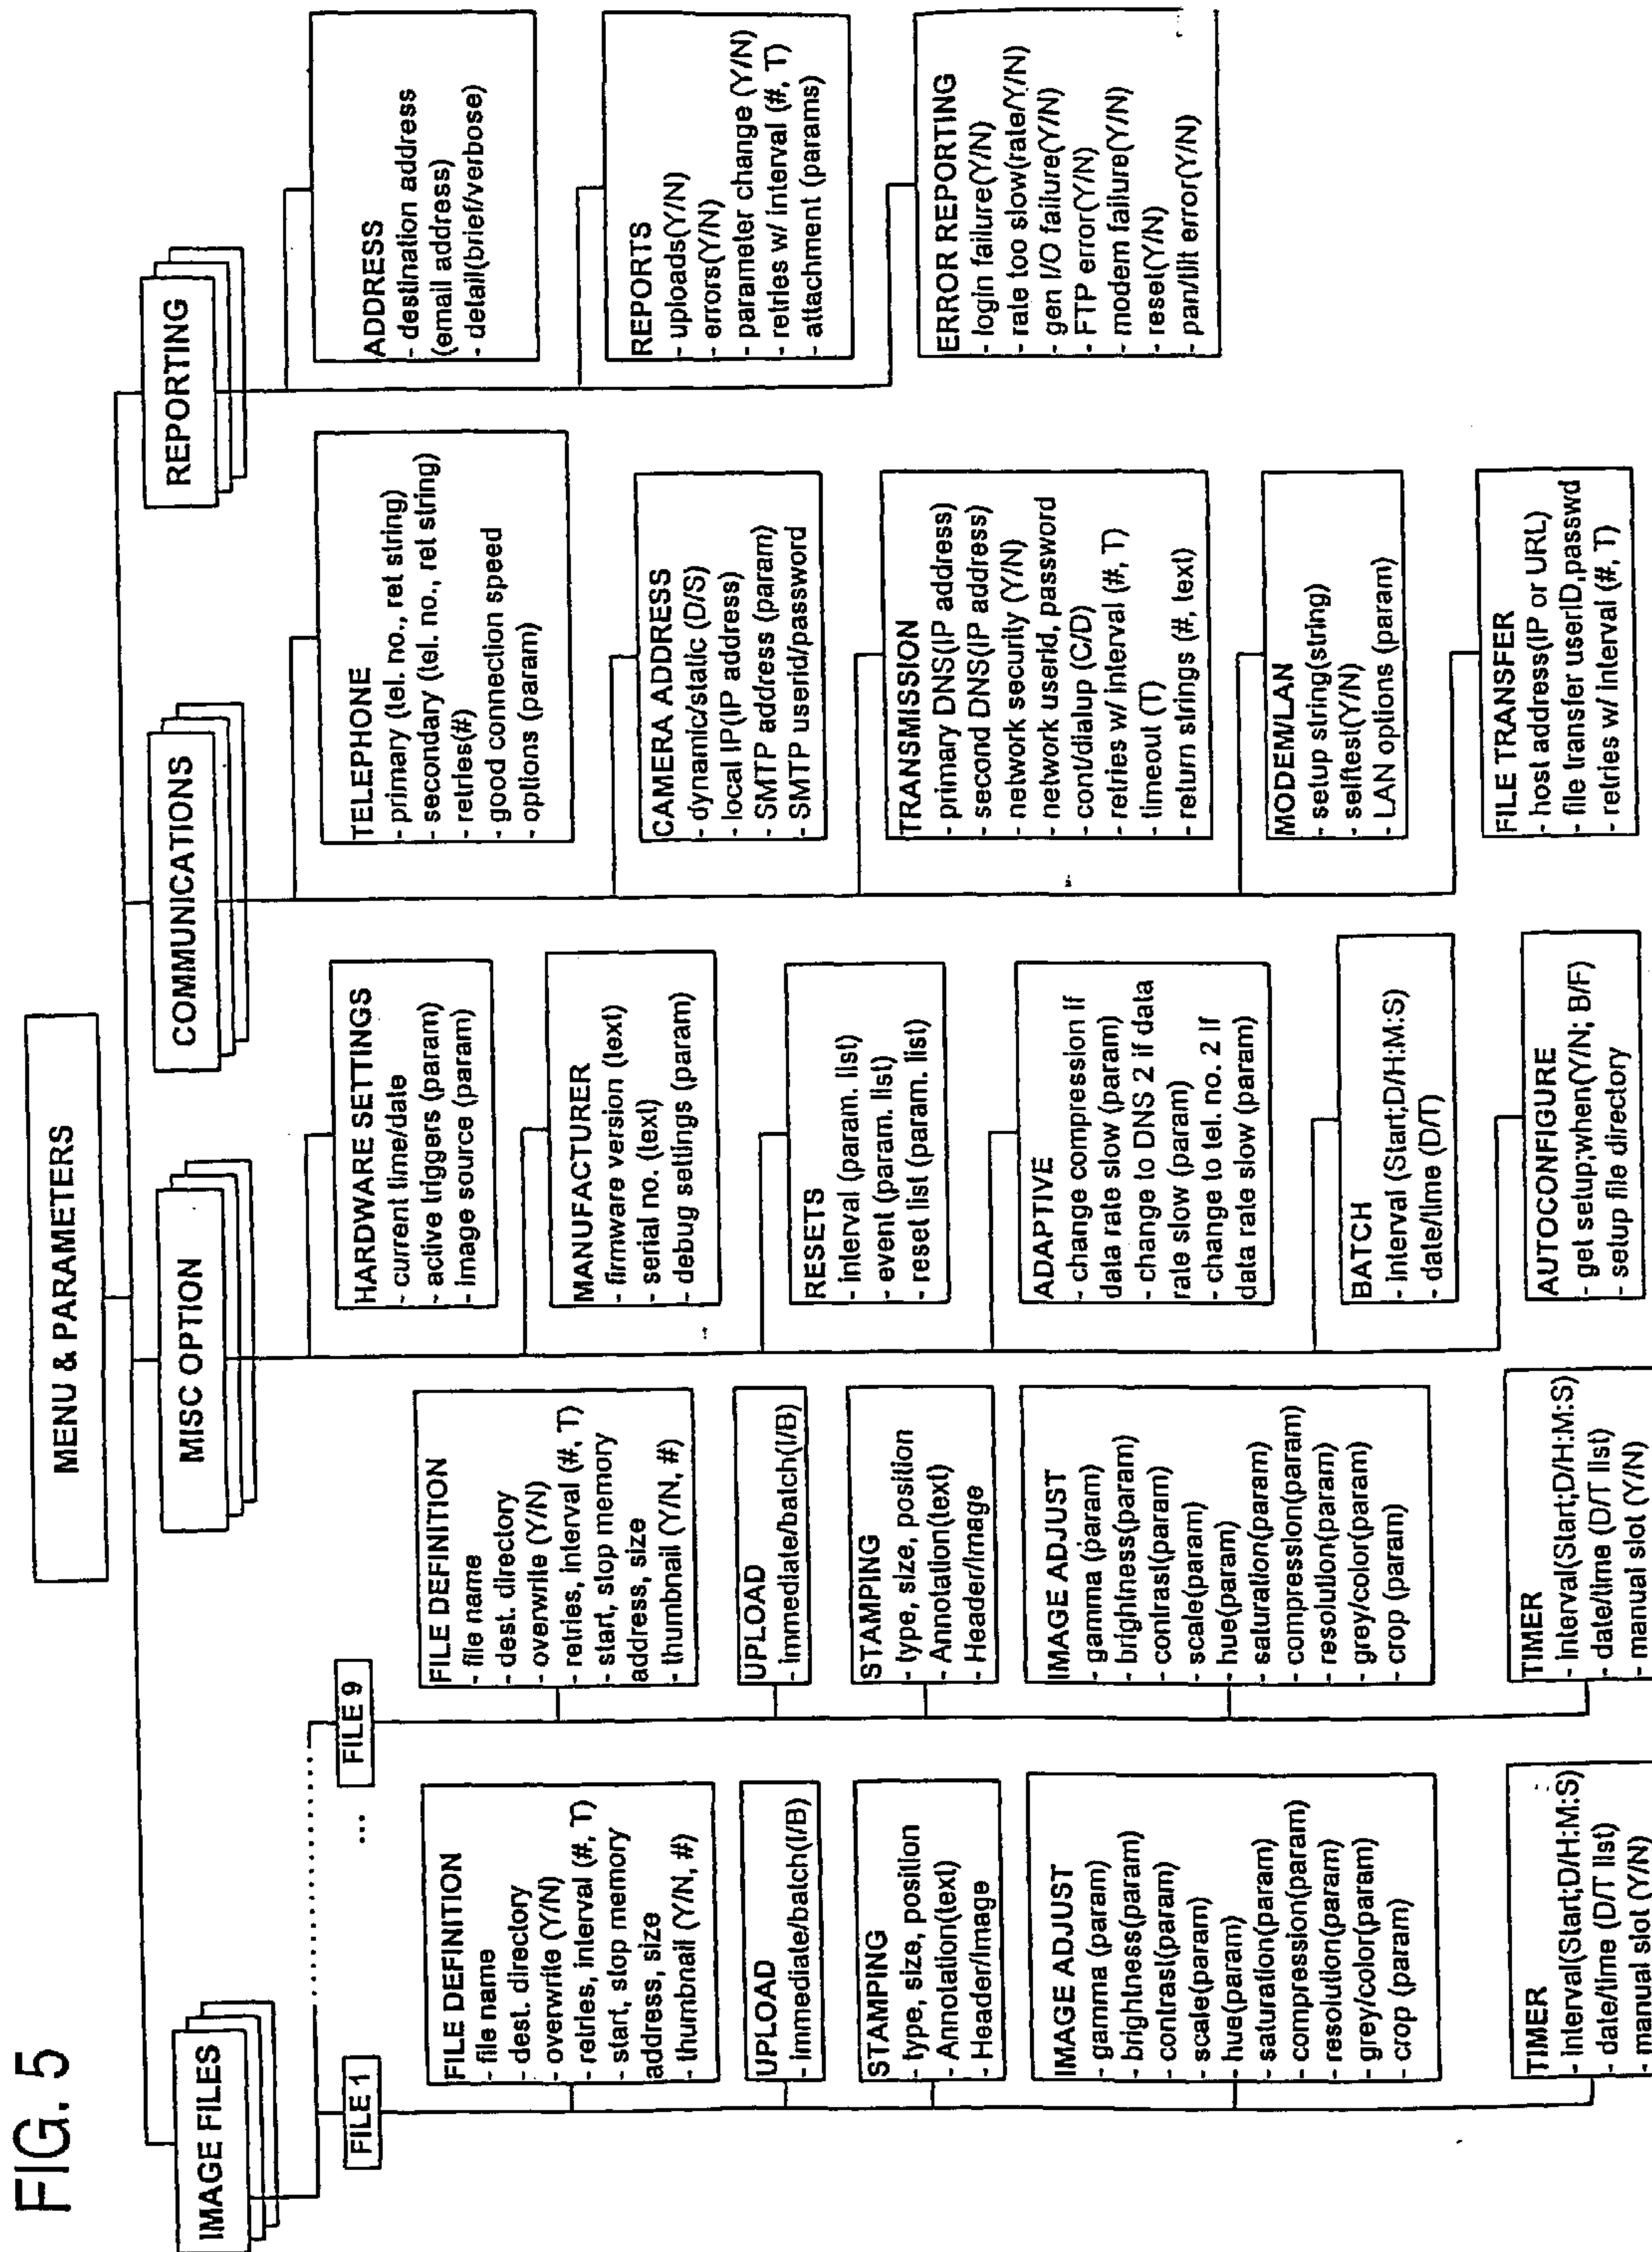 FIG. 5
MENU & PARAMETERS
IMAGE FILES
FILE 1
FILE DEFINITION
- file name
- dest. directory
- overwrite (Y/N)
- retries, interval (#, T)
- start, stop memory
address, size
- thumbnail (Y/N, #)
UPLOAD
- immediate/batch(I/B)
STAMPING
- type, size, position
- Annotation(text)
- Header/Image
IMAGE ADJUST
- gamma (param)
- brightness(param)
- contrast(param)
- scale(param)
- hue(param)
- saturation(param)
- compression(param)
- resolution(param)
- grey/color(param)
- crop (param)
TIMER
- Interval(Start;D/H:M:S)
- date/time (D/T list)
- manual slot (Y/N)
...
FILE 9
FILE DEFINITION
- file name
- dest. directory
- overwrite (Y/N)
- retries, interval (#, T)
- start, stop memory
address, size
- thumbnail (Y/N, #)
UPLOAD
- Immediate/batch(I/B)
STAMPING
- type, size, position
- Annotation(text)
- Header/Image
IMAGE ADJUST
- gamma (param)
- brightness(param)
- contrast(param)
- scale(param)
- hue(param)
- saturation(param)
- compression(param)
- resolution(param)
- grey/color(param)
- crop (param)
TIMER
- interval(Start;D/H:M:S)
- date/time (D/T list)
- manual slot (Y/N)
MISC OPTION
HARDWARE SETTINGS
- current time/date
- active triggers (param)
- image source (param)
MANUFACTURER
- firmware version (text)
- serial no. (text)
- debug settings (param)
RESETS
- interval (param. list)
- event (param. list)
- reset list (param. list)
ADAPTIVE
- change compression if
data rate slow (param)
- change to DNS 2 if data
rate slow (param)
- change to tel. no. 2 if
data rate slow (param)
BATCH
- interval (Start;D/H:M:S)
- date/time (D/T)
AUTOCONFIGURE
- get setup;when(Y/N; B/F)
- setup file directory
COMMUNICATIONS
TELEPHONE
- primary (tel. no., ret string)
- secondary (tel. no., ret string)
- retries(#)
- good connection speed
- options (param)
CAMERA ADDRESS
- dynamic/static (D/S)
- local IP(IP address)
- SMTP address (param)
- SMTP userid/password
TRANSMISSION
- primary DNS(IP address)
- second DNS(IP address)
- network security (Y/N)
- network userid, password
- cont/dialup (C/D)
- retries w/ interval (#, T)
- timeout (T)
- return strings (#, text)
MODEM/LAN
- setup string(string)
- selftest(Y/N)
- LAN options (param)
FILE TRANSFER
- host address(IP or URL)
- file transfer userID,passwd
- retries w/ interval (#, T)
REPORTING
ADDRESS
- destination address
(email address)
- detail(brief/verbose)
REPORTS
- uploads(Y/N)
- errors(Y/N)
- parameter change (Y/N)
- retries w/ interval (#, T)
- attachment (params)
ERROR REPORTING
- login failure(Y/N)
- rate too slow(rate/Y/N)
- gen I/O failure(Y/N)
- FTP error(Y/N)
- modem failure(Y/N)
- reset(Y/N)
- pan/tilt error(Y/N)